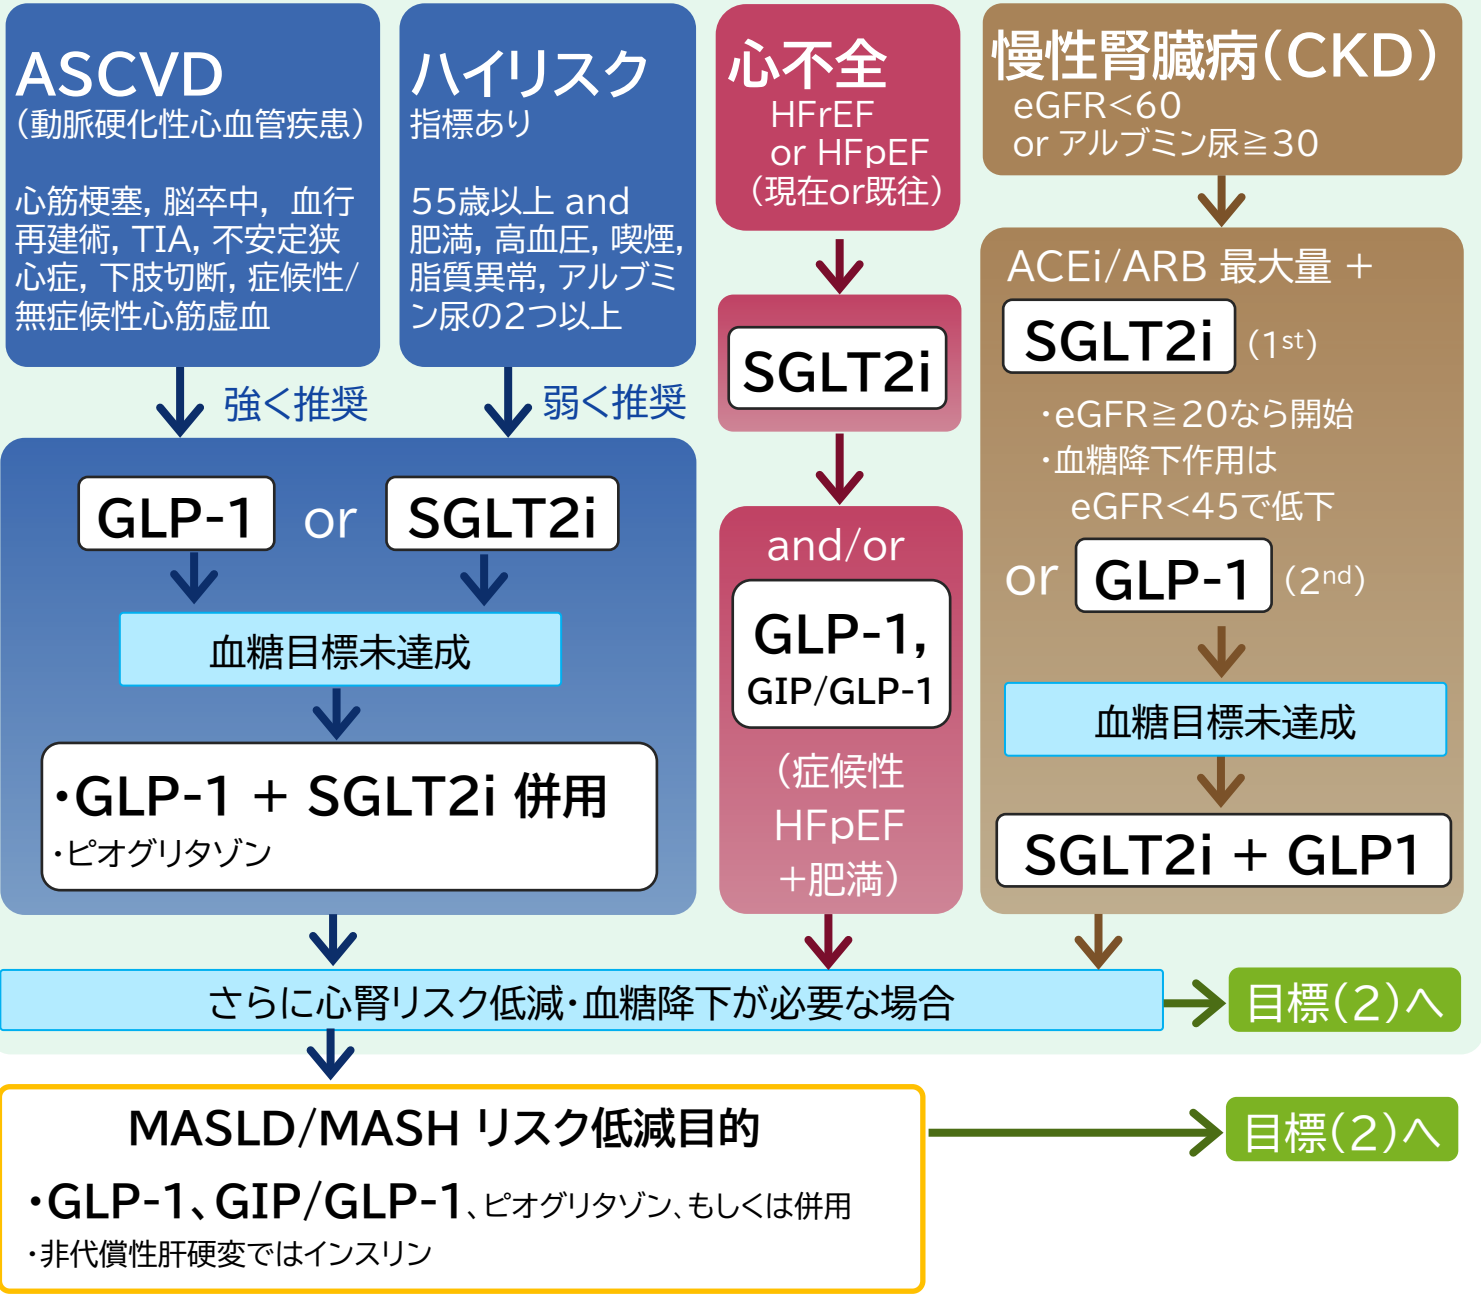 ASCVD
(動脈硬化性心血管疾患)
心筋梗塞, 脳卒中, 血行
再建術, TIA, 不安定狭
心症, 下肢切断, 症候性/
無症候性心筋虚血
強く推奨
ハイリスク
指標あり
55歳以上 and
肥満, 高血圧, 喫煙,
脂質異常, アルブミ
ン尿の2つ以上
弱く推奨
GLP-1 or SGLT2i
血糖目標未達成
・GLP-1 + SGLT2i 併用
・ピオグリタゾン
心不全
HFrEF
or HFpEF
(現在or既往)
SGLT2i
and/or
GLP-1,
GIP/GLP-1
(症候性
HFpEF
+肥満)
慢性腎臓病(CKD)
eGFR<60
or アルブミン尿≧30
ACEi/ARB 最大量 +
SGLT2i (1st)
・eGFR≧20なら開始
・血糖降下作用は
eGFR<45で低下
or GLP-1 (2nd)
血糖目標未達成
SGLT2i + GLP1
さらに心腎リスク低減・血糖降下が必要な場合
目標(2)へ
MASLD/MASH リスク低減目的
・GLP-1、GIP/GLP-1、ピオグリタゾン、もしくは併用
・非代償性肝硬変ではインスリン
目標(2)へ